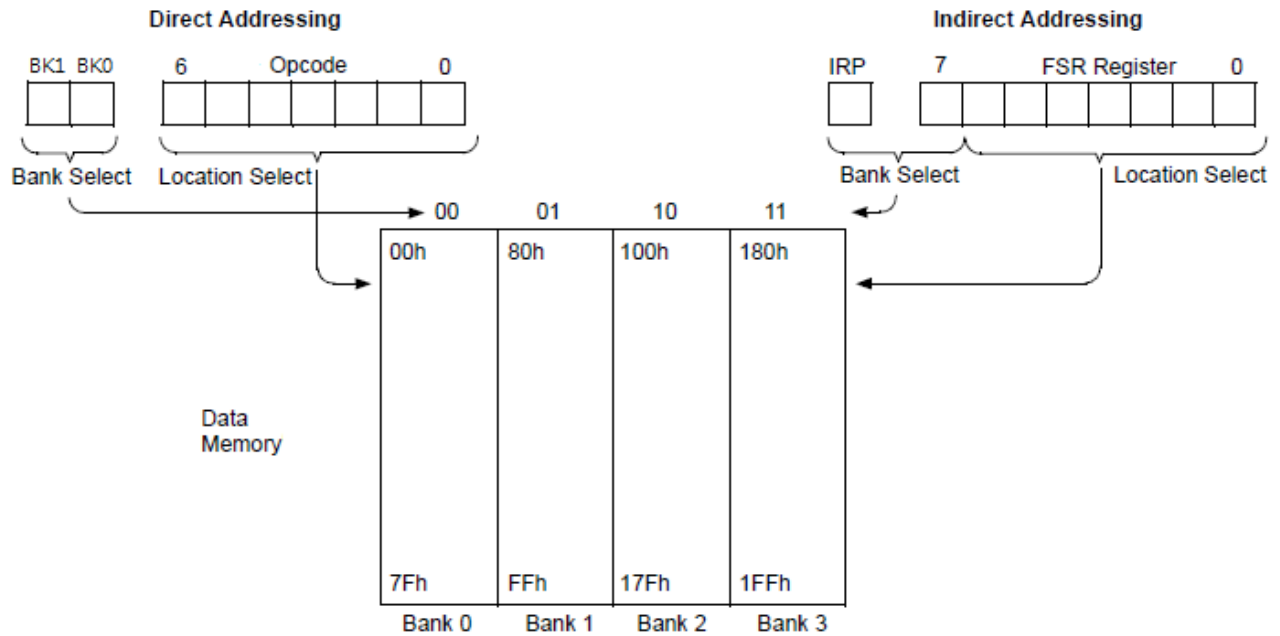 Direct Addressing
Indirect Addressing
BK1 BK0 6 Opcode 0
IRP 7 FSR Register 0
Bank Select Location Select
Bank Select Location Select
00 01 10 11
00h 80h 100h 180h
Data
Memory
7Fh FFh 17Fh 1FFh
Bank 0 Bank 1 Bank 2 Bank 3